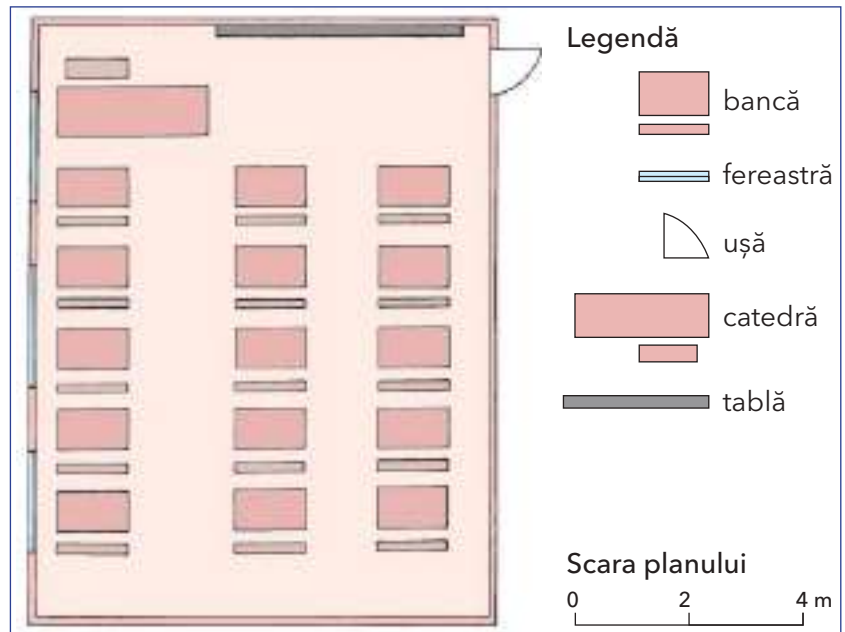 Legendă
bancă
fereastră
ușă
catedră
tablă
Scara planului
0 2 4 m